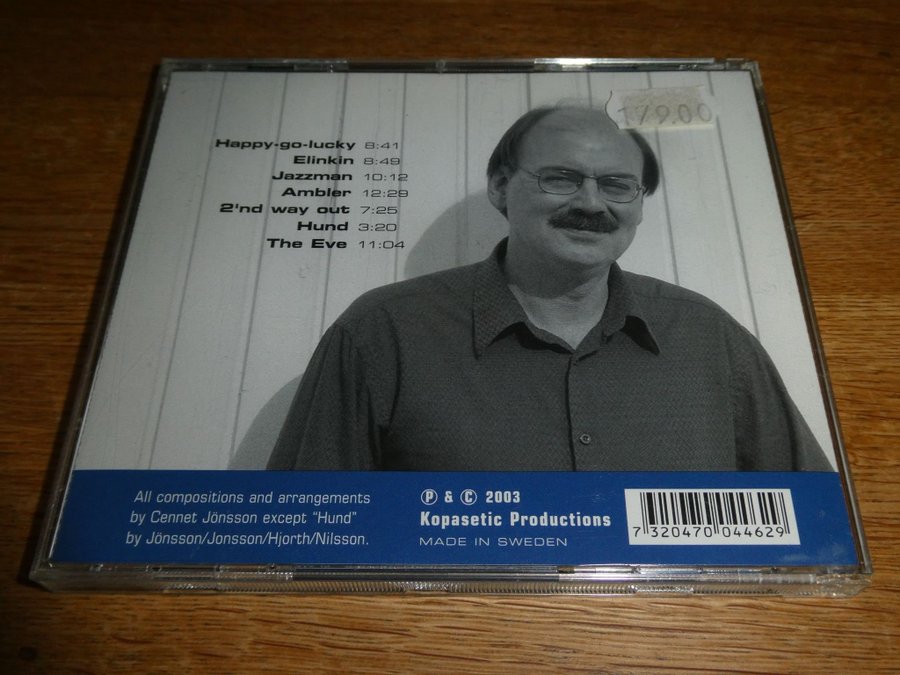 179.00
Happy-go-lucky 8:41
Elinkin 8:49
Jazzman 10:12
Ambler 12:29
2'nd way out 7:25
Hund 3:20
The Eve 11:04
All compositions and arrangements
by Cennet Jönsson except "Hund"
by Jönsson/Jonsson/Hjorth/Nilsson.
Ⓟ & Ⓒ 2003
Kopasetic Productions
MADE IN SWEDEN
7 320470 044629